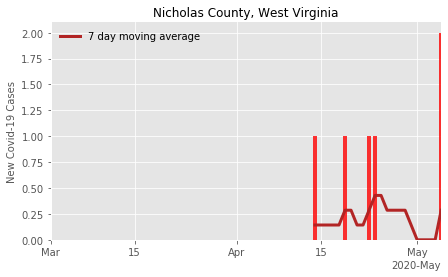 Nicholas County, West Virginia
7 day moving average
New Covid-19 Cases
2.00
1.75
1.50
1.25
1.00
0.75
0.50
0.25
0.00
Mar 15 Apr 15 May
2020-May